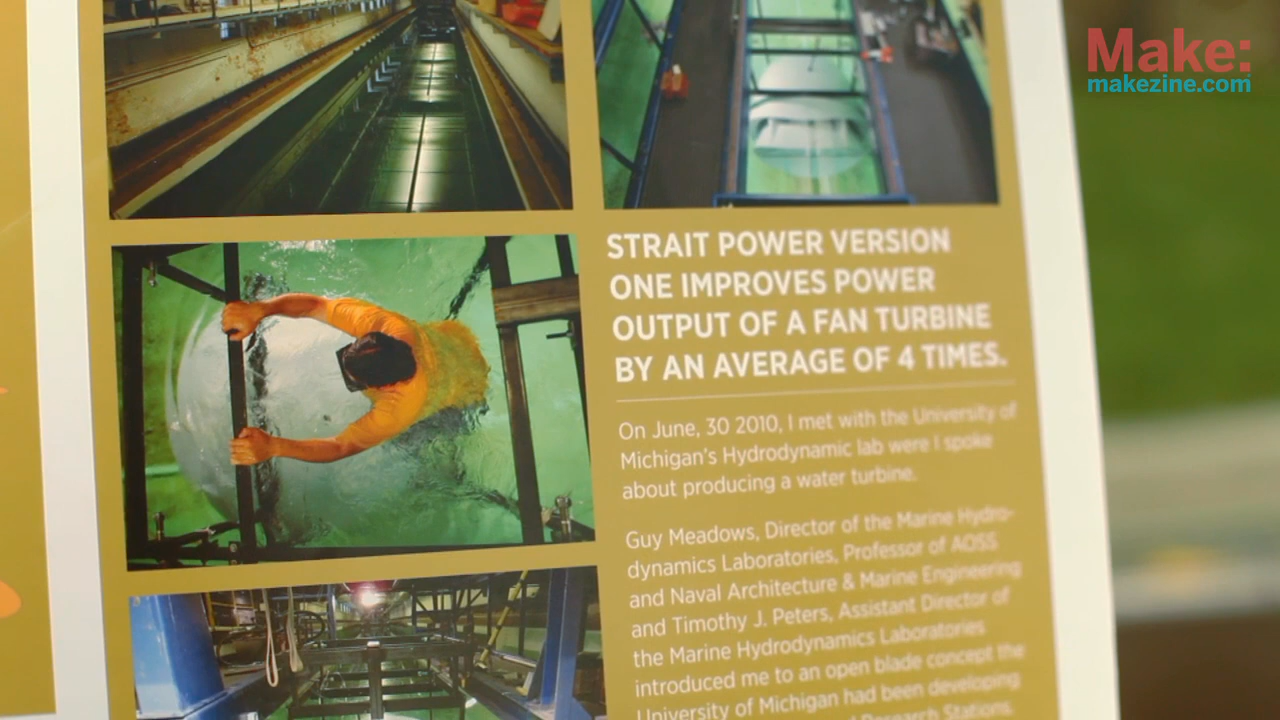 Make:
makezine.com
STRAIT POWER VERSION
ONE IMPROVES POWER
OUTPUT OF A FAN TURBINE
BY AN AVERAGE OF 4 TIMES.
On June, 30 2010, I met with the University of
Michigan's Hydrodynamic lab were I spoke
about producing a water turbine.
Guy Meadows, Director of the Marine Hydro-
dynamics Laboratories, Professor of AOSS
and Naval Architecture & Marine Engineering
and Timothy J. Peters, Assistant Director of
the Marine Hydrodynamics Laboratories
introduced me to an open blade concept the
University of Michigan had been developing
Research Stations.